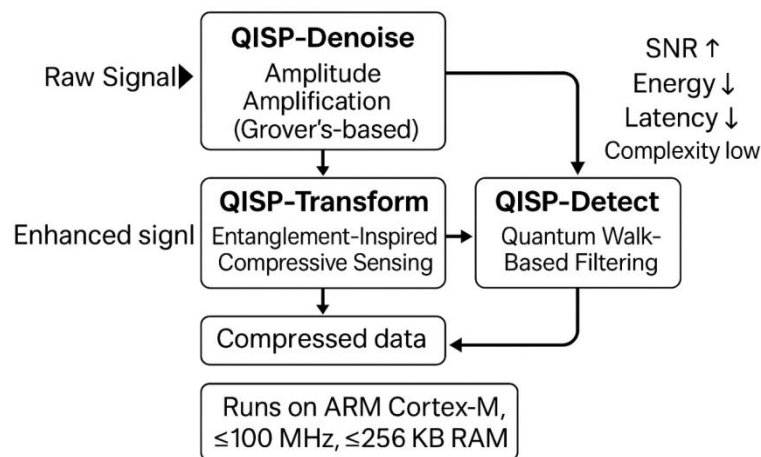 QISP-Denoise
Raw Signal
Amplitude
Amplification
(Grover's-based)
SNR ↑
Energy ↓
Latency ↓
Complexity low
QISP-Transform
Enhanced signl
Entanglement-Inspired
Compressive Sensing
QISP-Detect
Quantum Walk-
Based Filtering
Compressed data
Runs on ARM Cortex-M,
≤100 MHz, ≤256 KB RAM